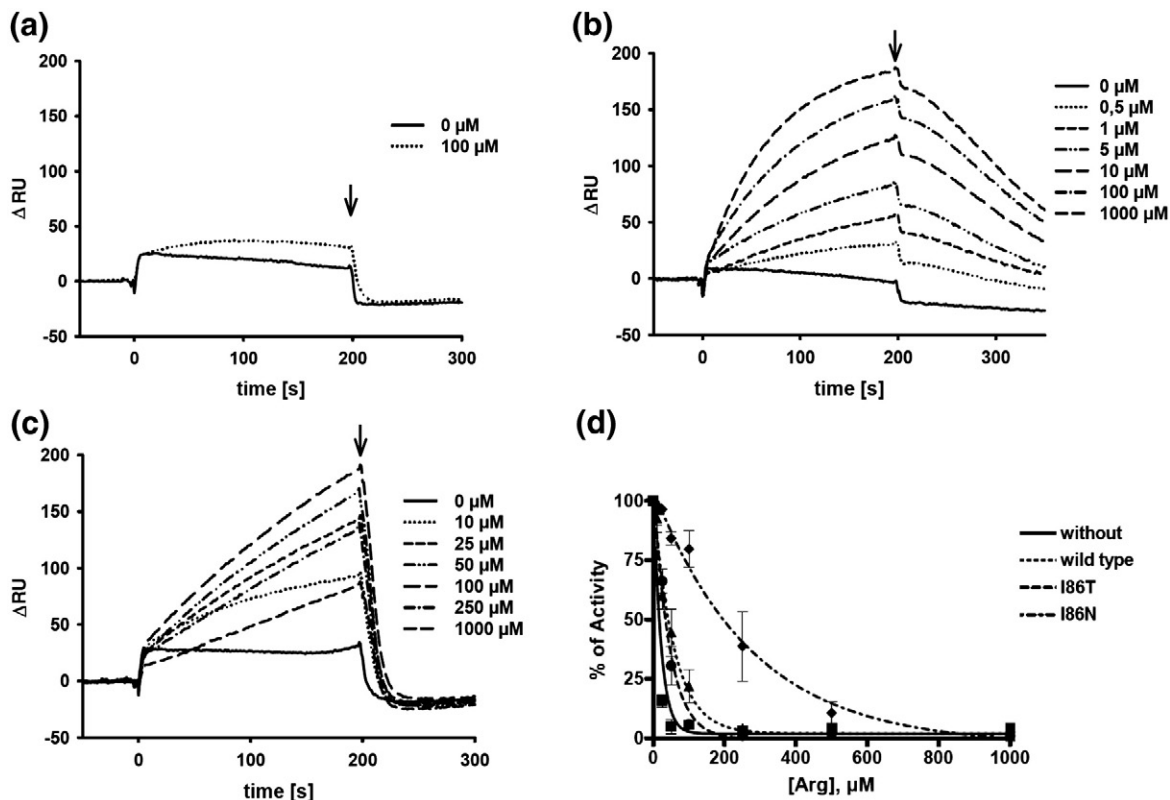 (a)
200
150
100
50
0
-50
Δ RU
0 µM
100 µM
0 100 200 300
time [s]
(b)
200
150
100
50
0
-50
ΔRU
0 µM
0,5 µM
1 µM
5 µM
10 µM
100 µM
1000 µM
0 100 200 300
time [s]
(c)
200
150
100
50
0
-50
ΔRU
0 µM
10 µM
25 µM
50 µM
100 µM
250 µM
1000 µM
0 100 200 300
time [s]
(d)
100
75
50
25
0
% of Activity
without
wild type
I86T
I86N
0 200 400 600 800 1000
[Arg], µM